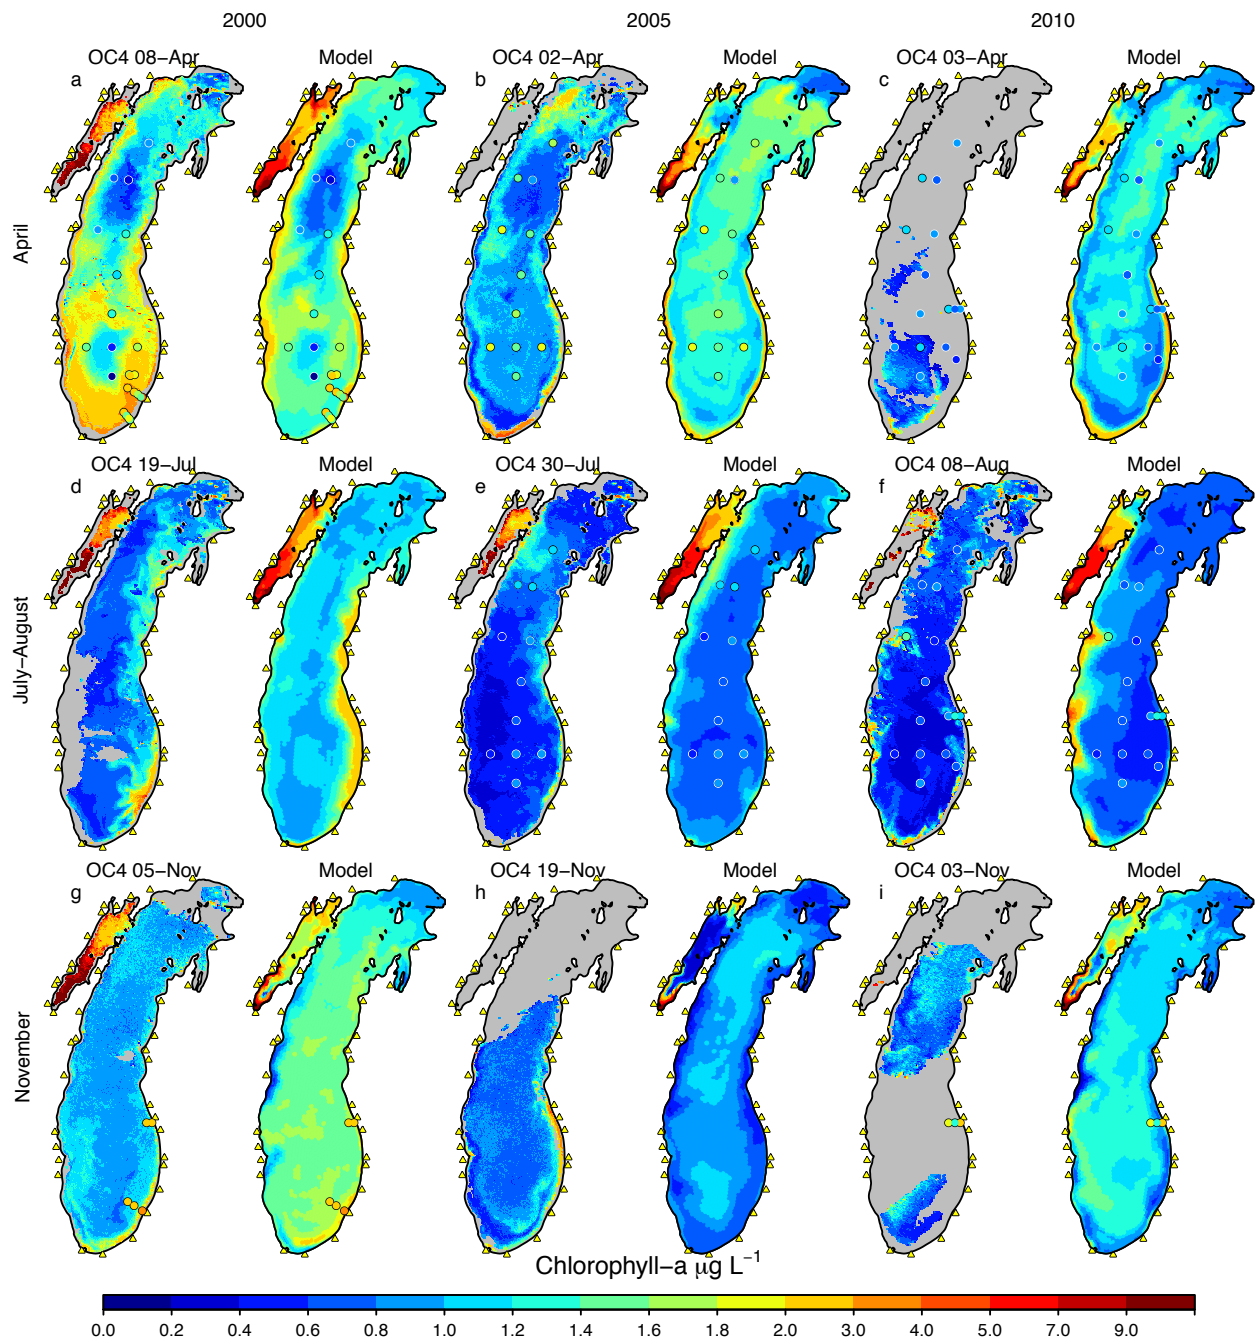 2000 2005 2010
OC4 08−Apr Model OC4 02−Apr Model OC4 03−Apr Model
a b c
April
OC4 19−Jul Model OC4 30−Jul Model OC4 08−Aug Model
d e f
July−August
OC4 05−Nov Model OC4 19−Nov Model OC4 03−Nov Model
g h i
November
Chlorophyll−a μg L⁻¹
0.0 0.2 0.4 0.6 0.8 1.0 1.2 1.4 1.6 1.8 2.0 3.0 4.0 5.0 7.0 9.0